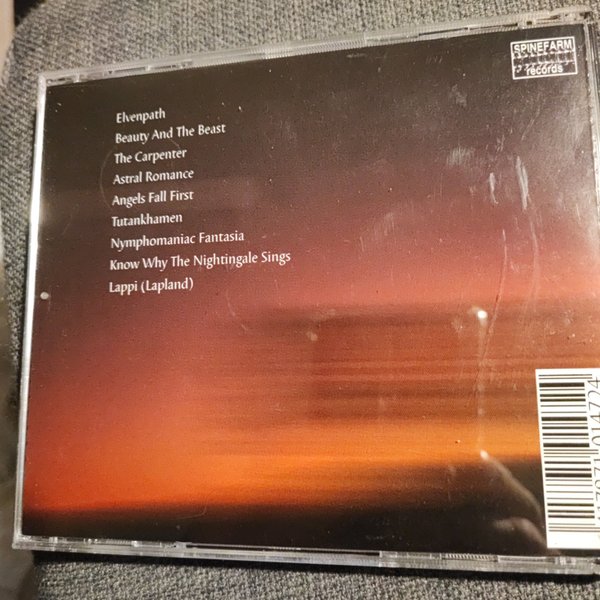 SPINEFARM
records
Elvenpath
Beauty And The Beast
The Carpenter
Astral Romance
Angels Fall First
Tutankhamen
Nymphomaniac Fantasia
Know Why The Nightingale Sings
Lappi (Lapland)